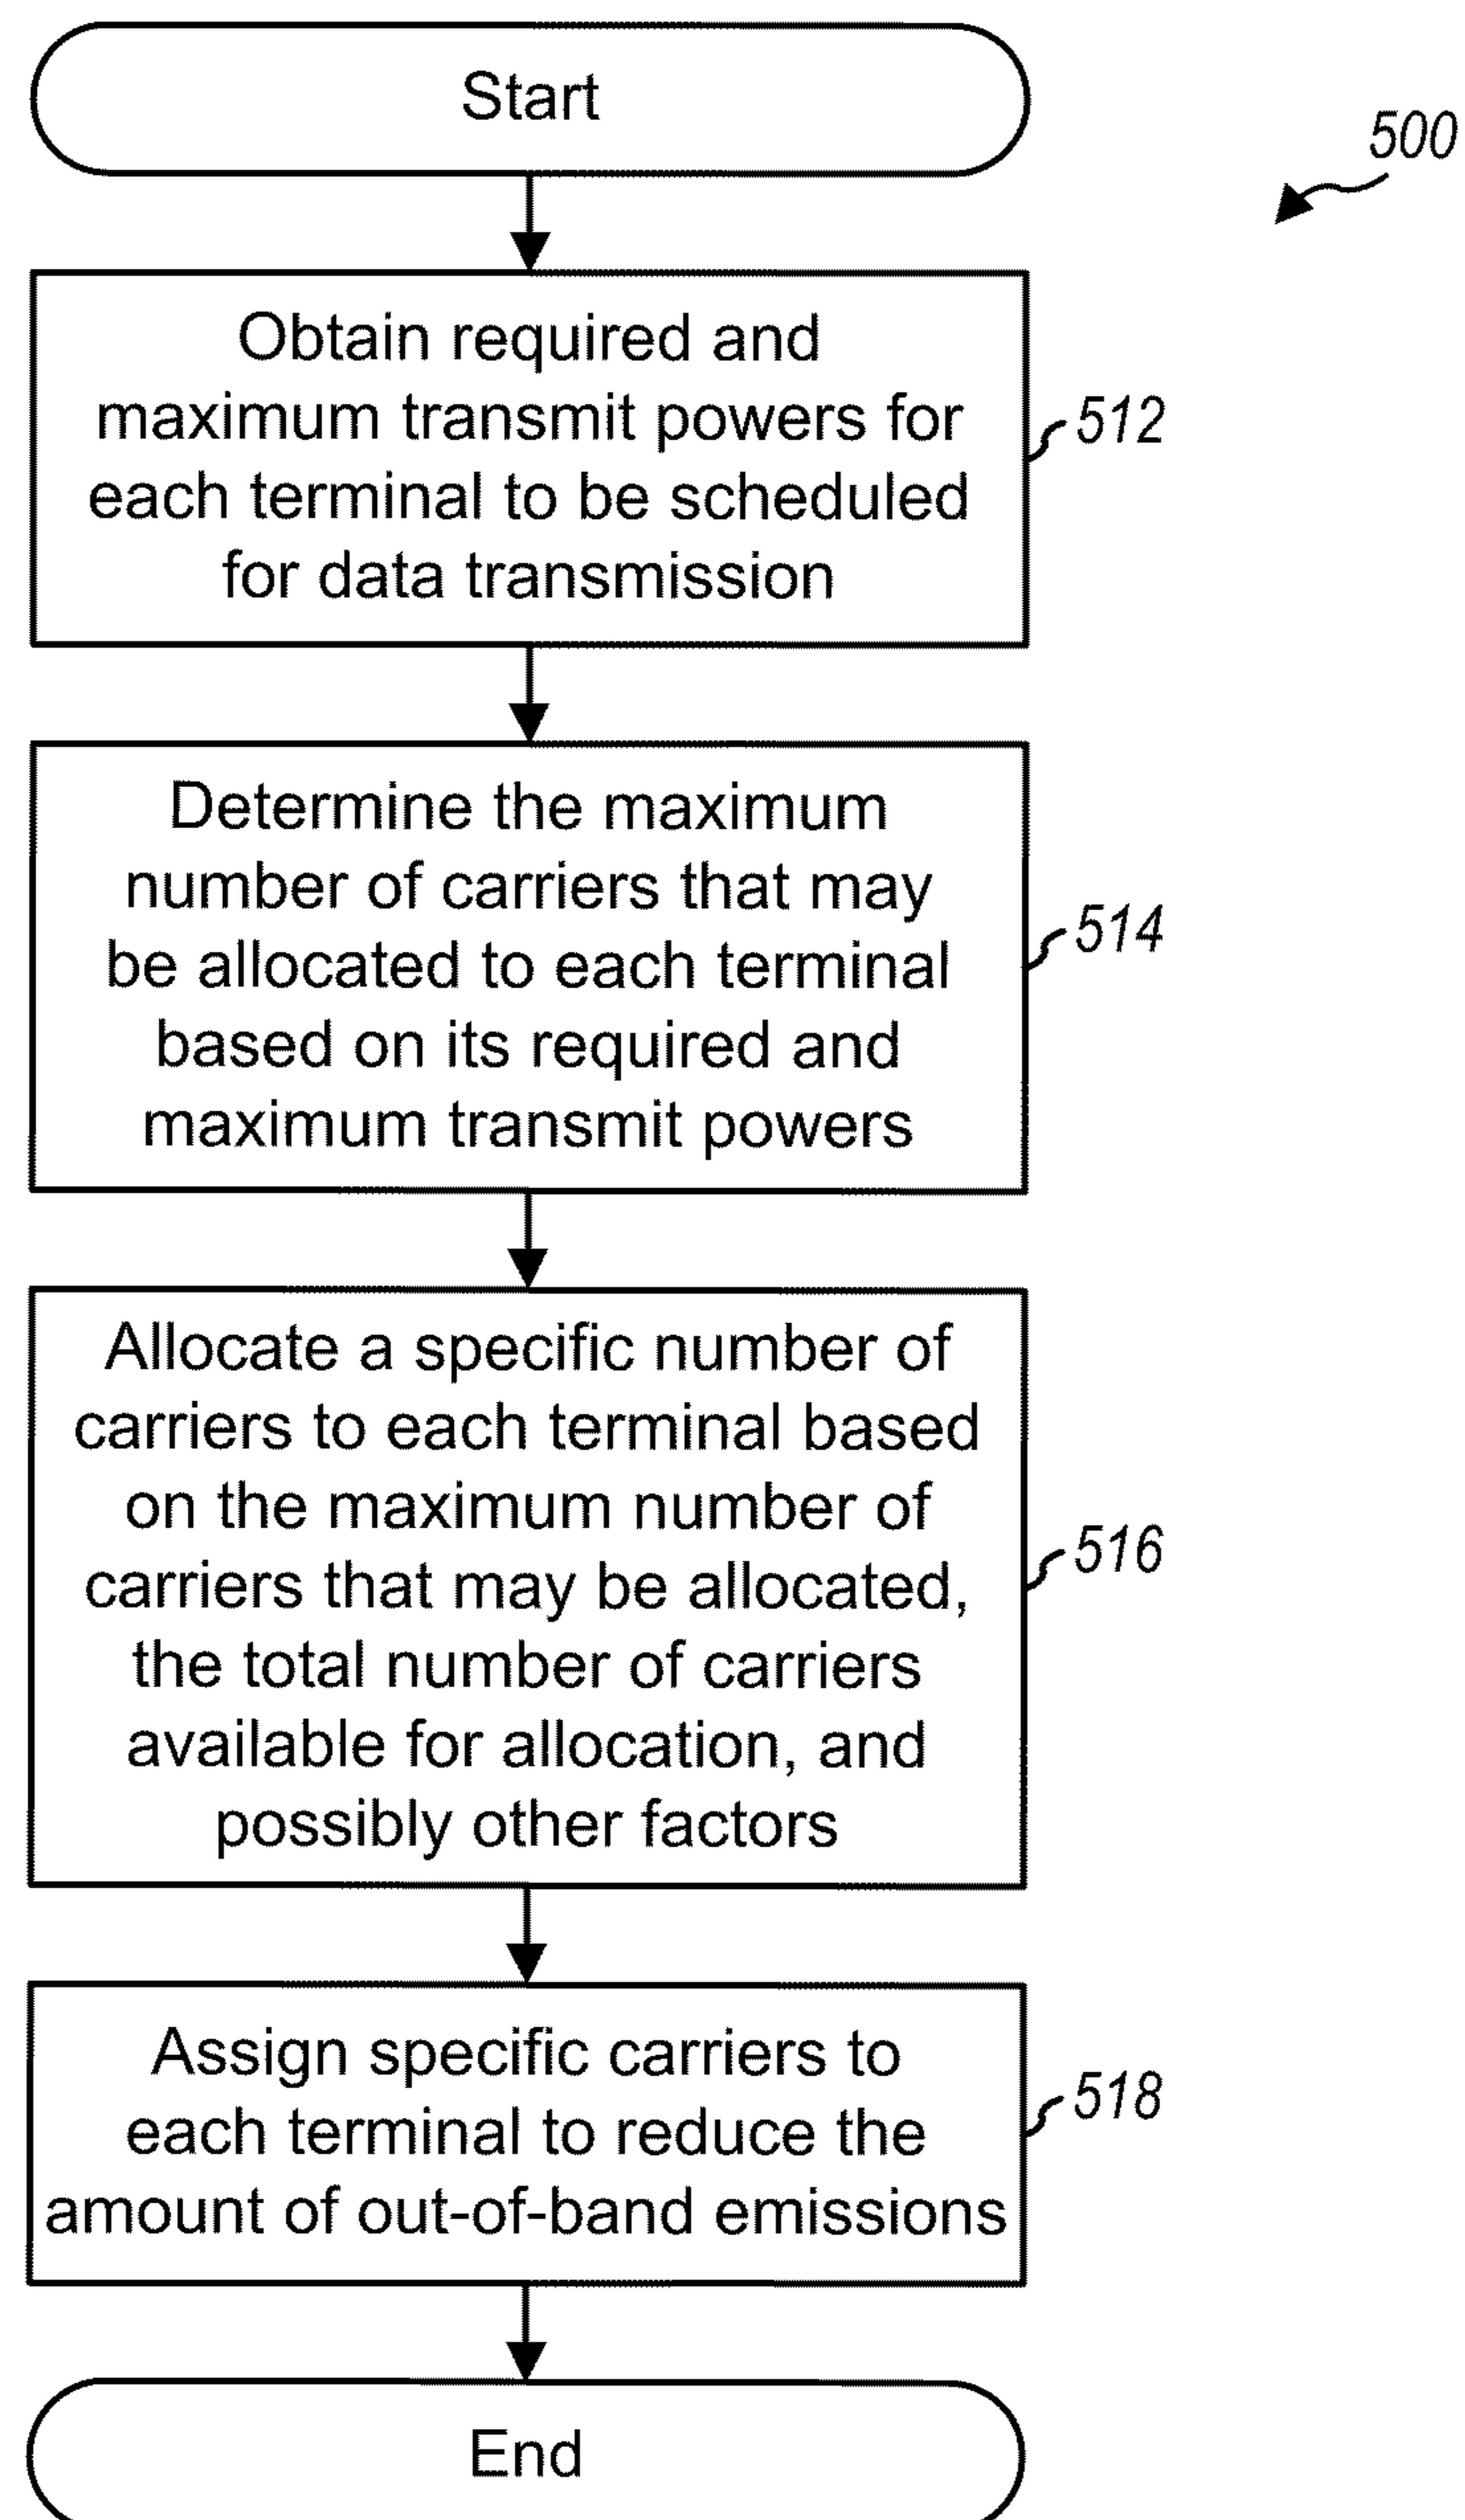 Start
500
Obtain required and
maximum transmit powers for
each terminal to be scheduled
for data transmission
512
Determine the maximum
number of carriers that may
be allocated to each terminal
based on its required and
maximum transmit powers
514
Allocate a specific number of
carriers to each terminal based
on the maximum number of
carriers that may be allocated,
the total number of carriers
available for allocation, and
possibly other factors
516
Assign specific carriers to
each terminal to reduce the
amount of out-of-band emissions
518
End